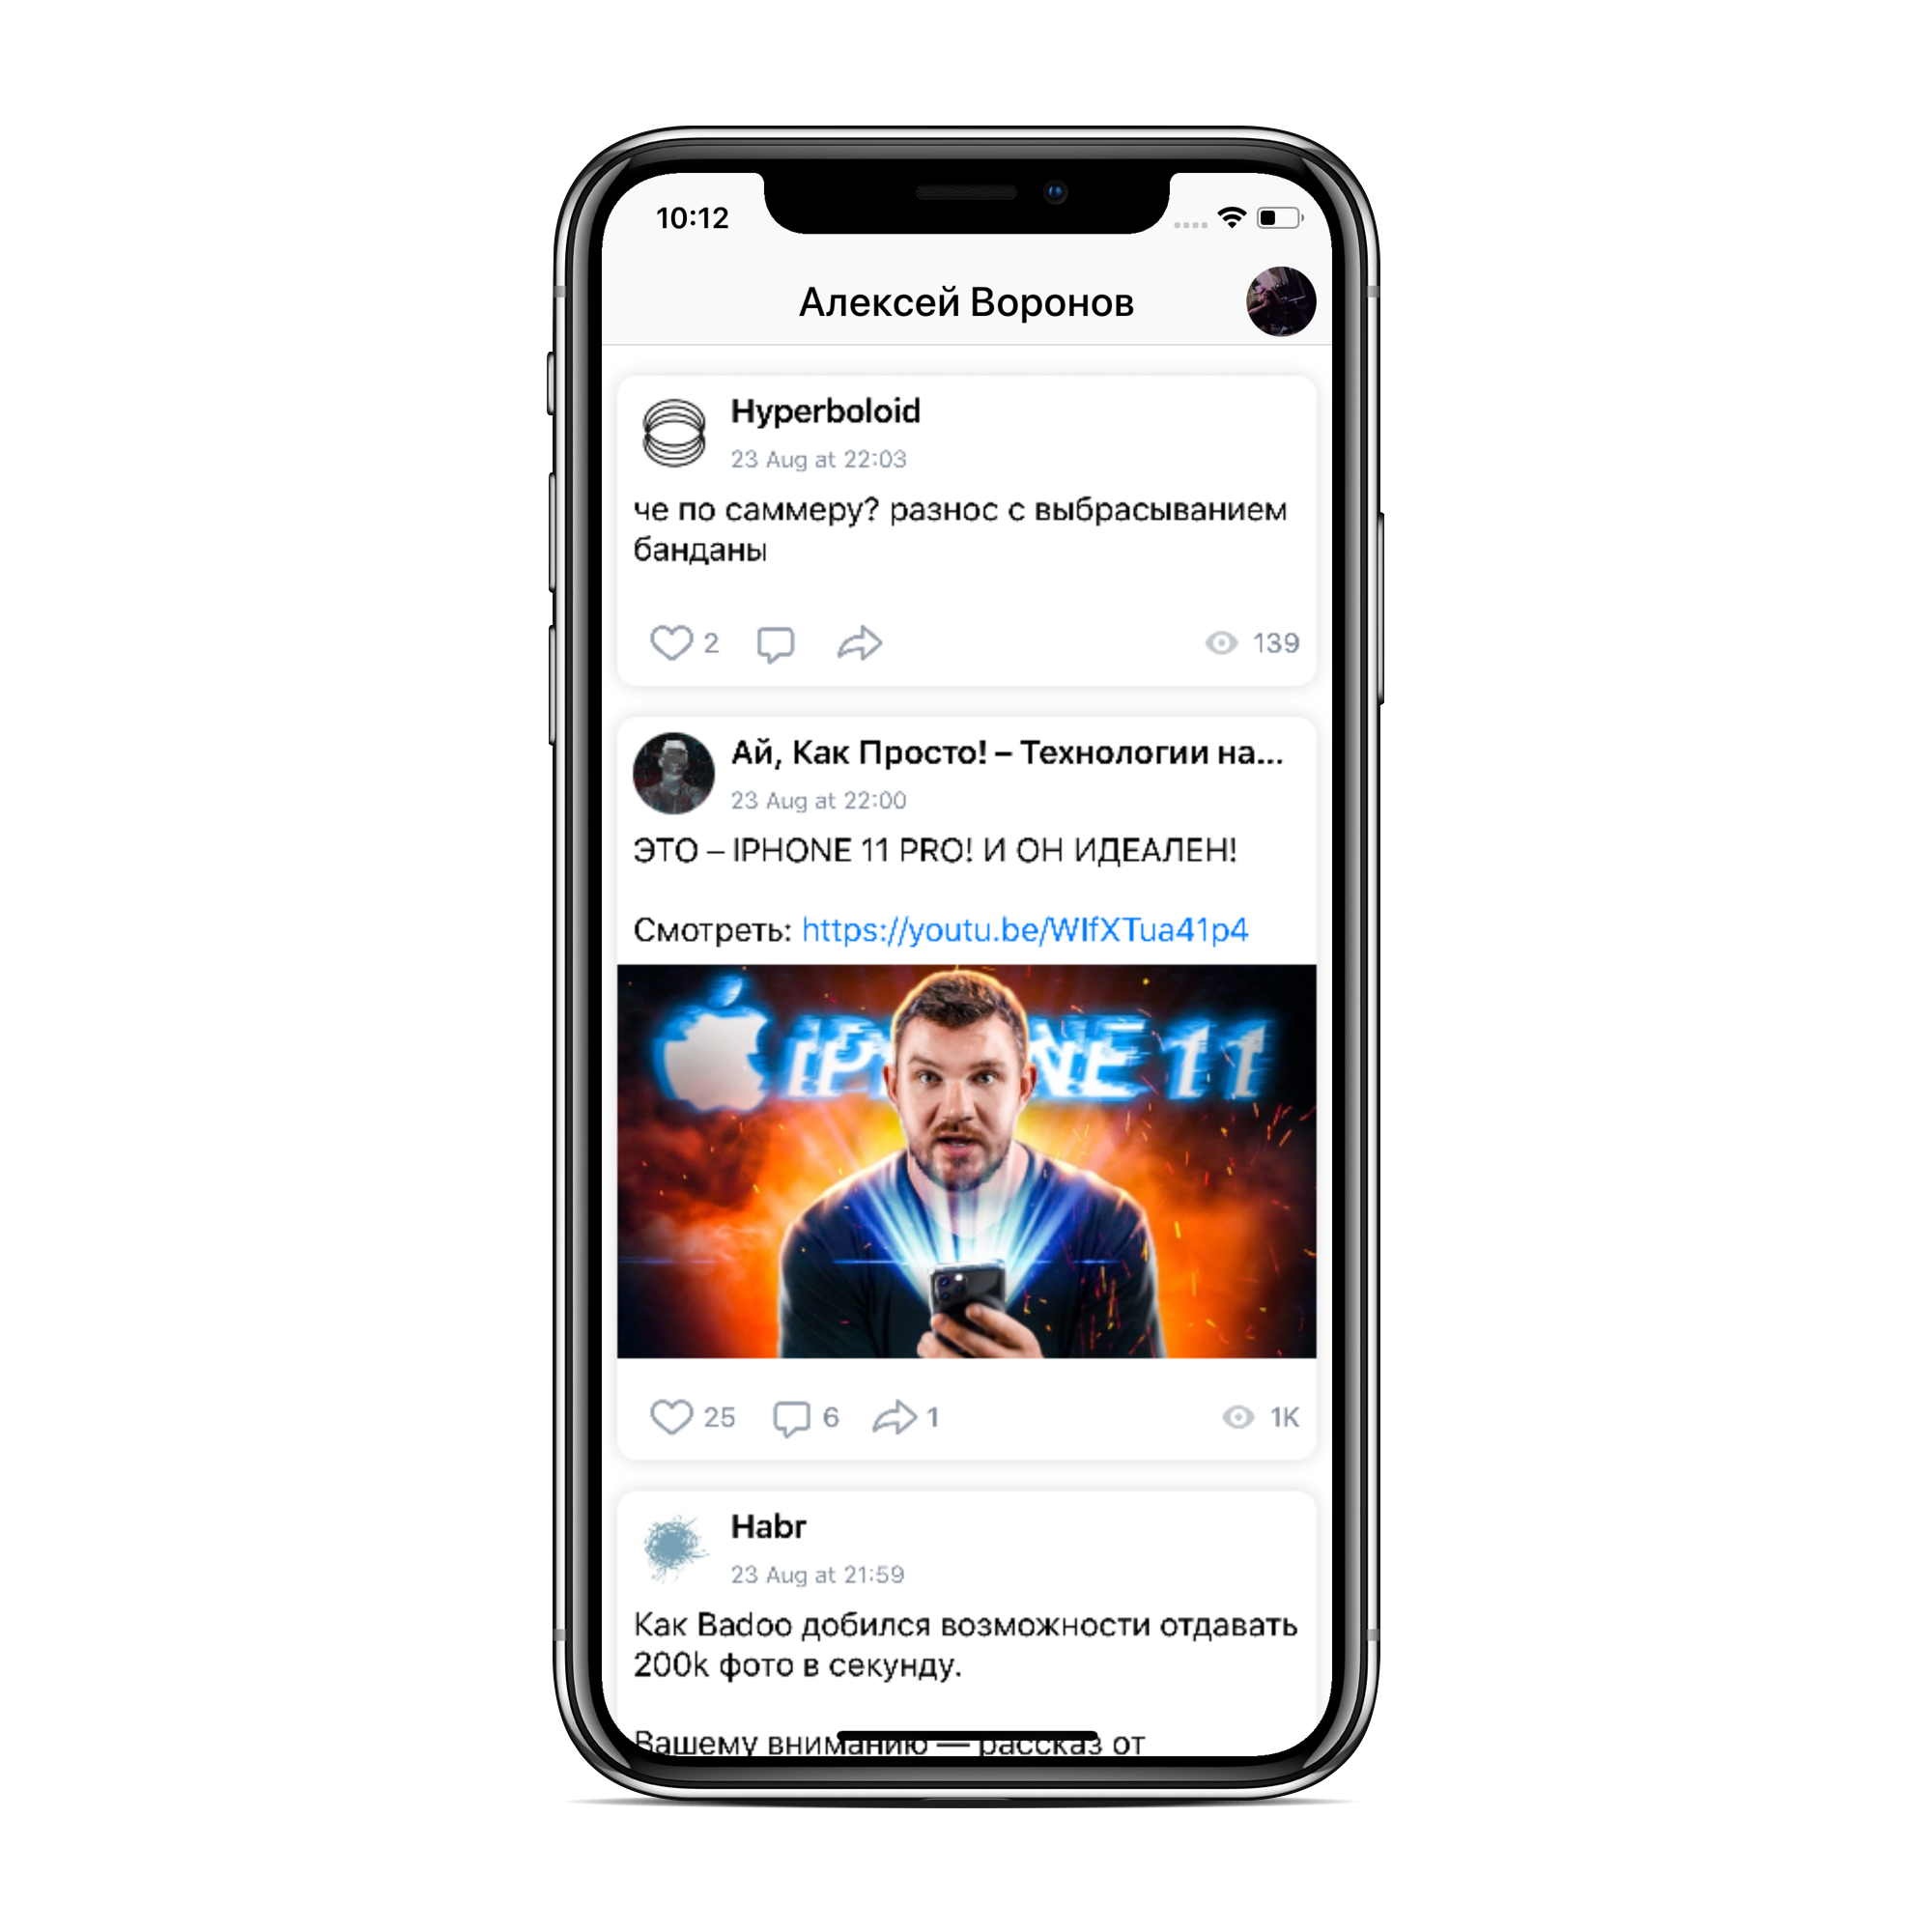 10:12
Алексей Воронов
Hyperboloid
23 Aug at 22:03
че по саммеру? разнос с выбрасыванием
банданы
2
139
Ай, Как Просто! – Технологии на...
23 Aug at 22:00
ЭТО – IPHONE 11 PRO! И ОН ИДЕАЛЕН!
Смотреть: https://youtu.be/WIfXTua41p4
IPHONE 11
25 6 1
1K
Habr
23 Aug at 21:59
Как Badoo добился возможности отдавать
200k фото в секунду.
Вашему вниманию — рассказ от